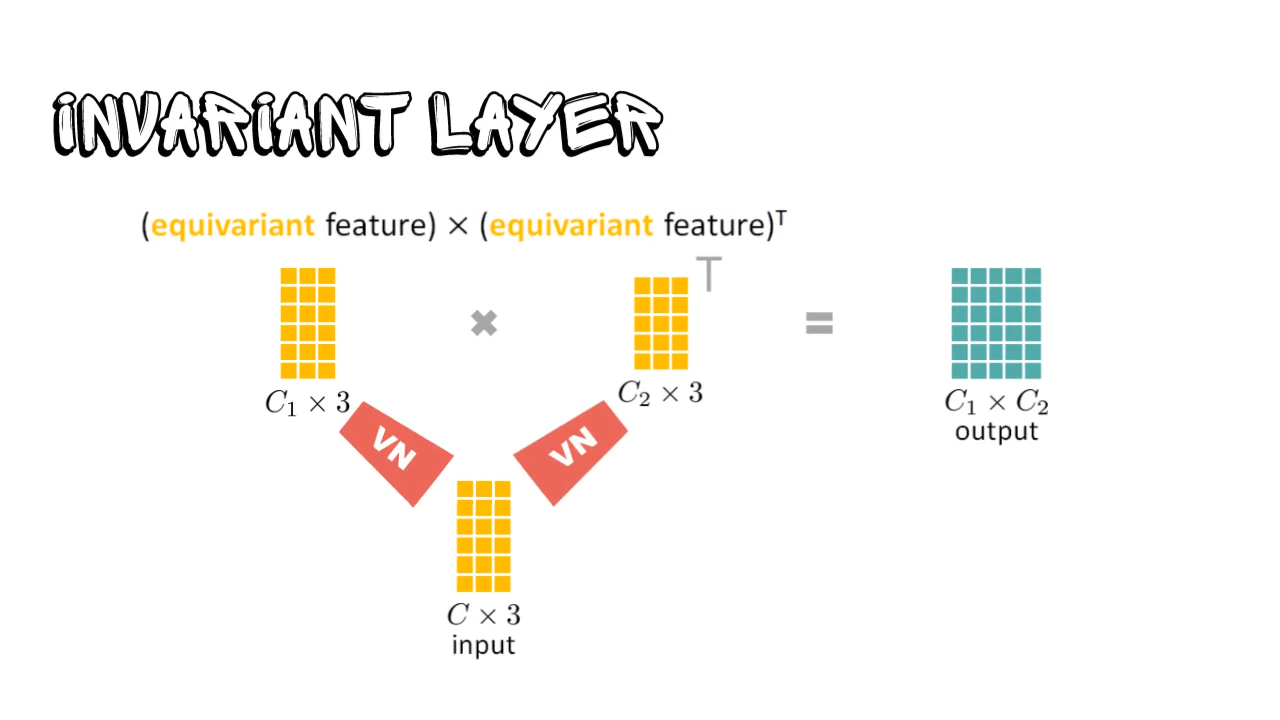 INVARIANT LAYER
(equivariant feature) × (equivariant feature)ᵀ
T
× =
C₁ × 3
C₂ × 3
C₁ × C₂
output
VN
VN
C × 3
input